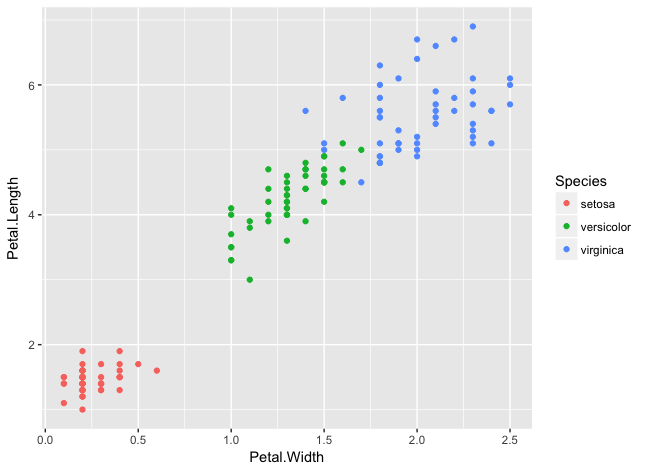 6
4
2
Petal.Length
0.0 0.5 1.0 1.5 2.0 2.5
Petal.Width
Species
setosa
versicolor
virginica